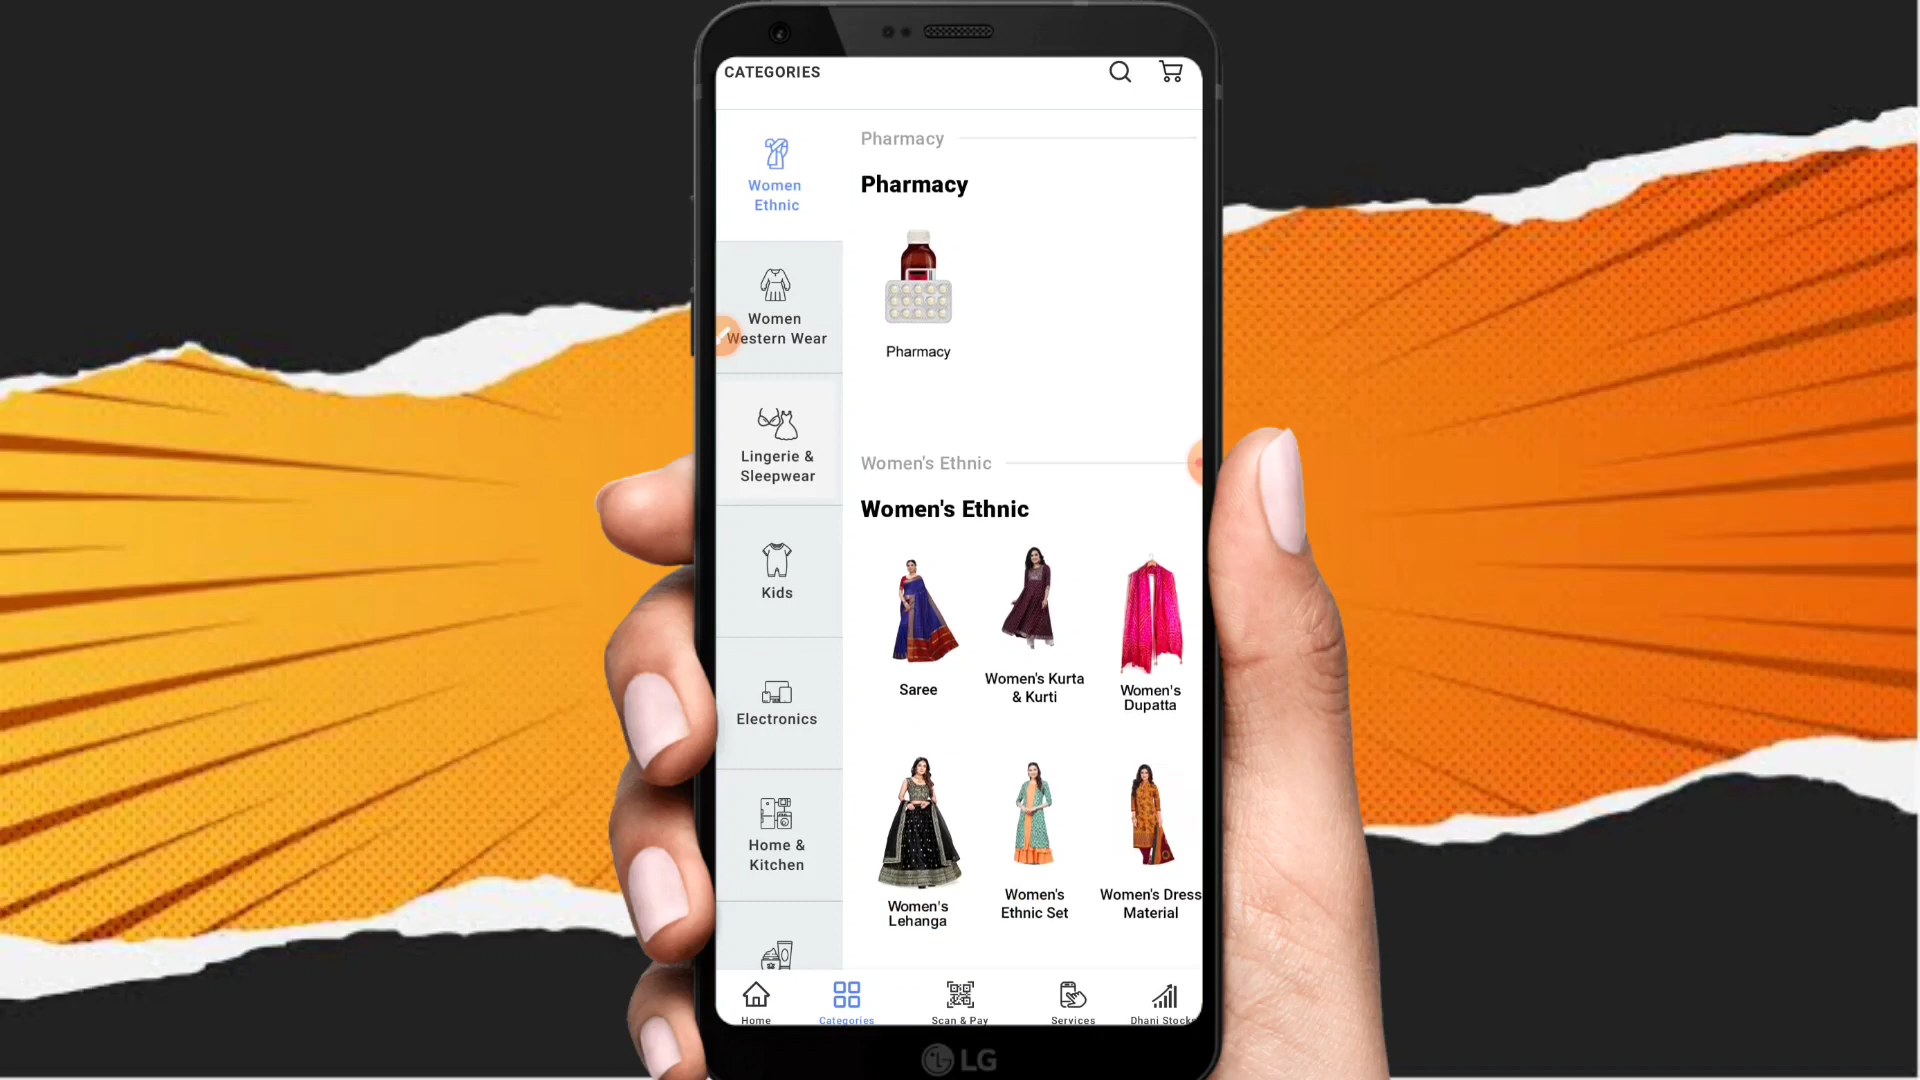 CATEGORIES
Women
Ethnic
Women
Western Wear
Lingerie &
Sleepwear
Kids
Electronics
Home &
Kitchen
Pharmacy
Pharmacy
Pharmacy
Women's Ethnic
Women's Ethnic
Saree
Women's Kurta
& Kurti
Women's
Dupatta
Women's
Lehanga
Women's
Ethnic Set
Women's Dress
Material
Home
Categories
Scan & Pay
Services
Dhani Stocks
LG